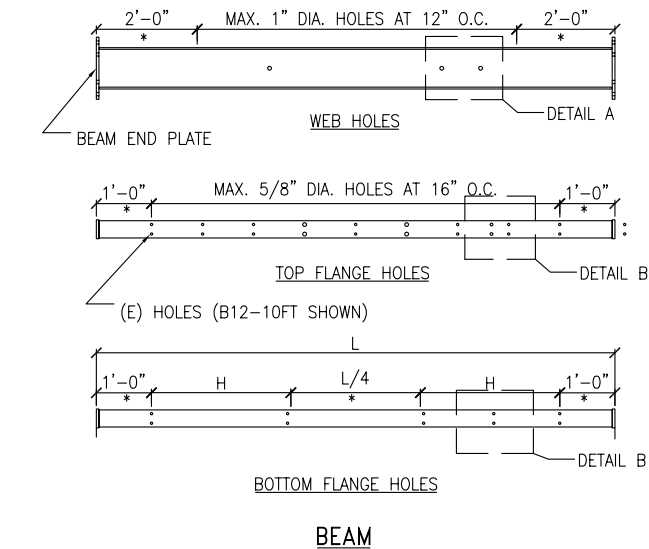 2'-0" MAX. 1" DIA. HOLES AT 12" O.C. 2'-0"
* *
DETAIL A
WEB HOLES
BEAM END PLATE
1'-0" MAX. 5/8" DIA. HOLES AT 16" O.C. 1'-0"
* *
TOP FLANGE HOLES
DETAIL B
(E) HOLES (B12-10FT SHOWN)
L
1'-0" H L/4 H 1'-0"
* * *
DETAIL B
BOTTOM FLANGE HOLES
BEAM